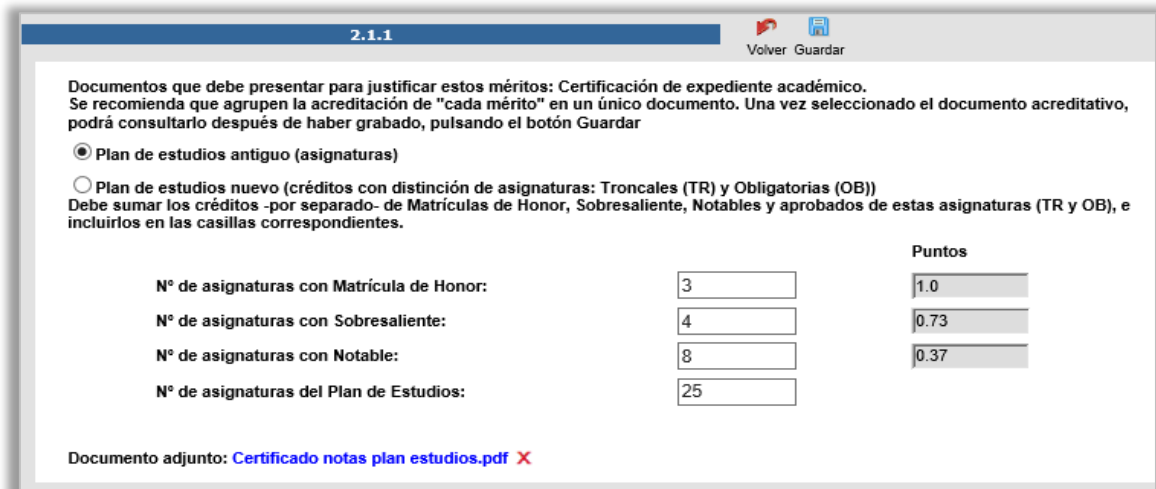 2.1.1
Volver Guardar
Documentos que debe presentar para justificar estos méritos: Certificación de expediente académico.
Se recomienda que agrupen la acreditación de "cada mérito" en un único documento. Una vez seleccionado el documento acreditativo,
podrá consultarlo después de haber grabado, pulsando el botón Guardar
Plan de estudios antiguo (asignaturas)
Plan de estudios nuevo (créditos con distinción de asignaturas: Troncales (TR) y Obligatorias (OB))
Debe sumar los créditos -por separado- de Matrículas de Honor, Sobresaliente, Notables y aprobados de estas asignaturas (TR y OB), e
incluirlos en las casillas correspondientes.
Puntos
Nº de asignaturas con Matrícula de Honor: 3 1.0
Nº de asignaturas con Sobresaliente: 4 0.73
Nº de asignaturas con Notable: 8 0.37
Nº de asignaturas del Plan de Estudios: 25
Documento adjunto: Certificado notas plan estudios.pdf X